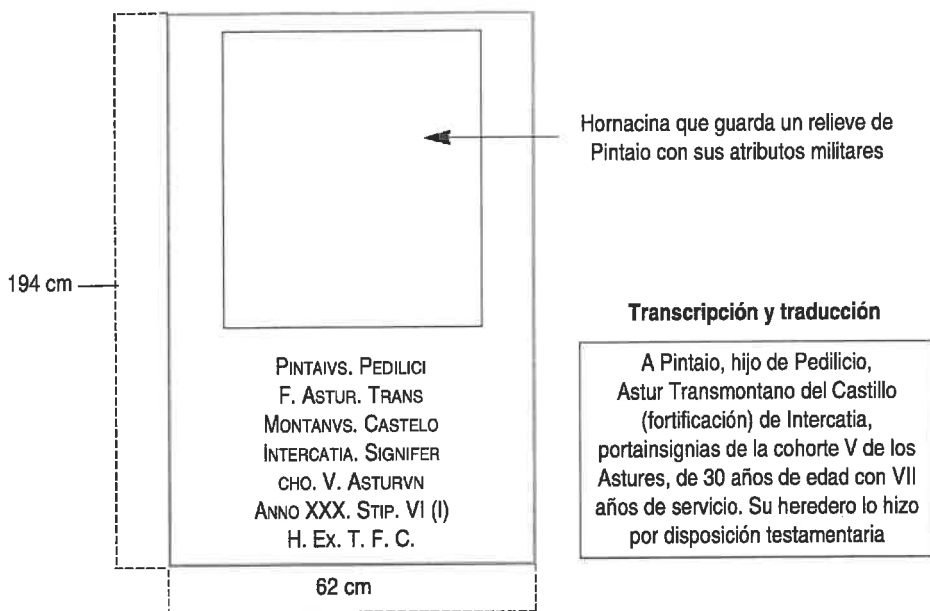 Hornacina que guarda un relieve de
Pintaio con sus atributos militares
194 cm
PINTAIVS. PEDILICI
F. ASTUR. TRANS
MONTANVS. CASTELO
INTERCATIA. SIGNIFER
CHO. V. ASTURVN
ANNO XXX. STIP. VI (I)
H. EX. T. F. C.
62 cm
Transcripción y traducción
A Pintaio, hijo de Pedilicio,
Astur Transmontano del Castillo
(fortificación) de Intercatia,
portainsignias de la cohorte V de los
Astures, de 30 años de edad con VII
años de servicio. Su heredero lo hizo
por disposición testamentaria